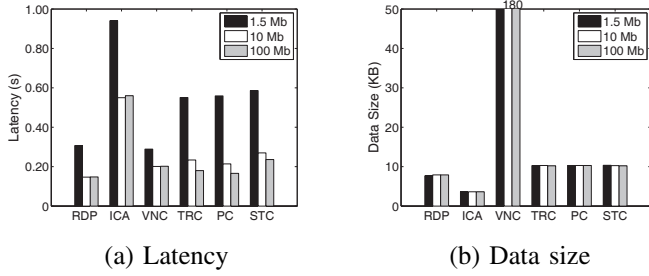 1.00
0.80
0.60
0.40
0.20
0
Latency (s)
1.5 Mb
10 Mb
100 Mb
RDP ICA VNC TRC PC STC
(a) Latency
180
50
40
30
20
10
0
Data Size (KB)
1.5 Mb
10 Mb
100 Mb
RDP ICA VNC TRC PC STC
(b) Data size